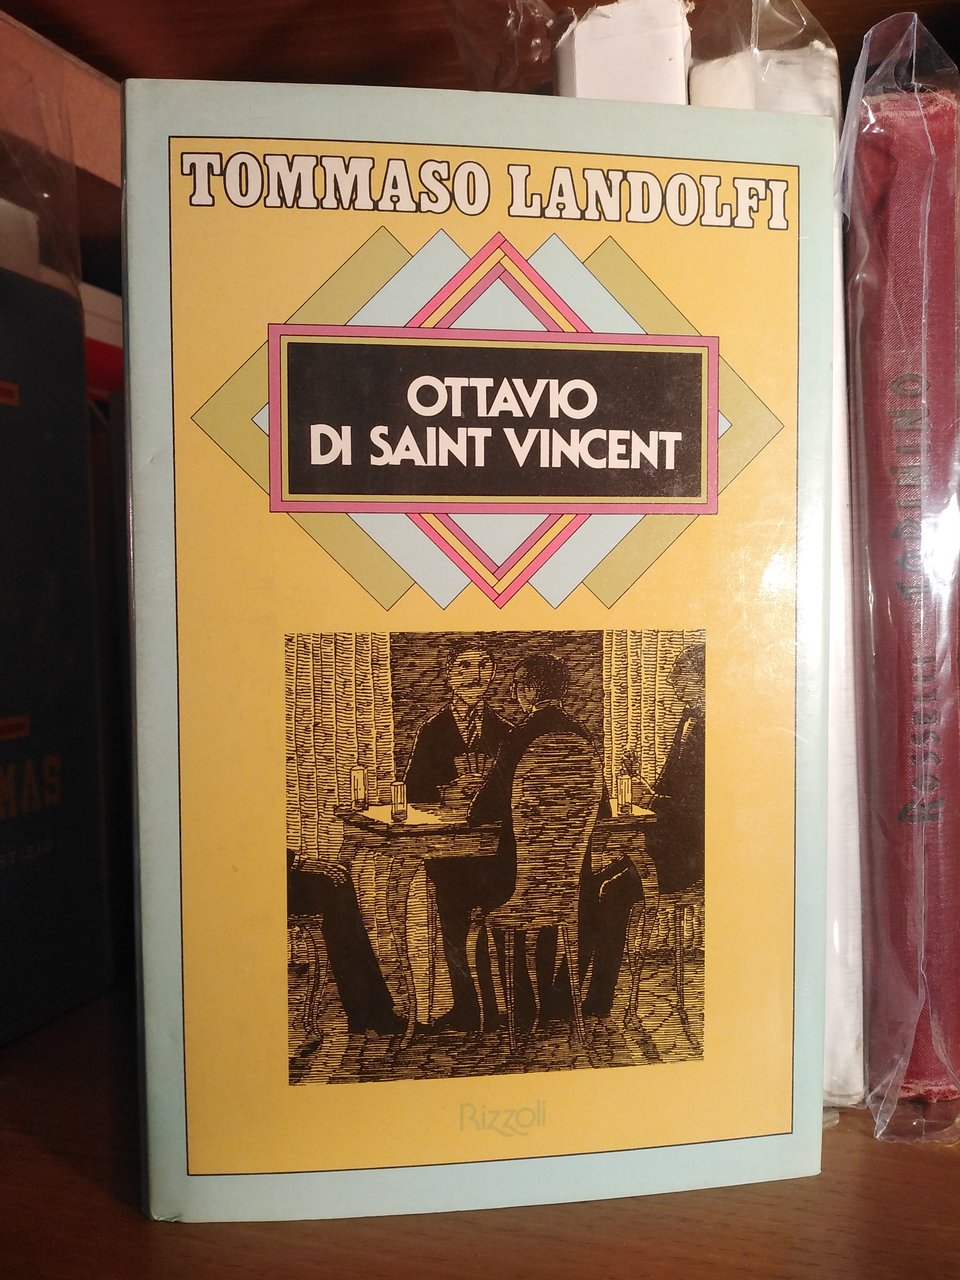 TOMMASO LANDOLFI
OTTAVIO
DI SAINT VINCENT
Rizzoli